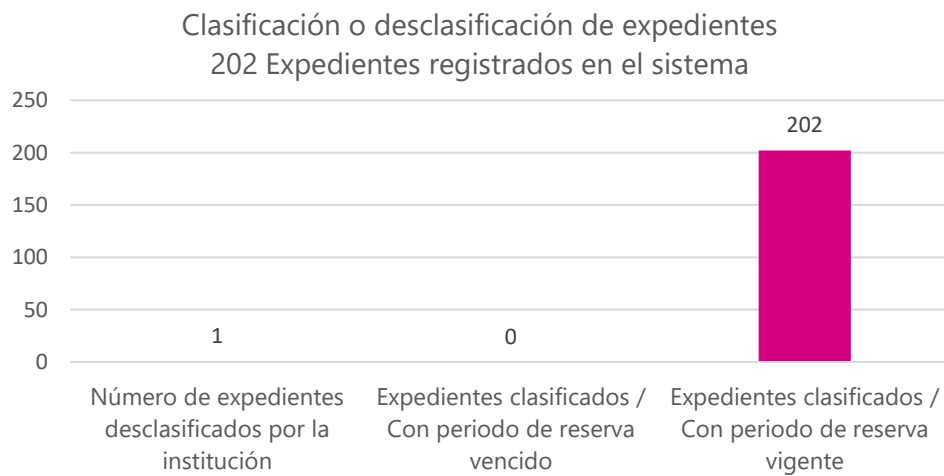 Clasificación o desclasificación de expedientes
202 Expedientes registrados en el sistema
250
200
150
100
50
0
1
0
202
Número de expedientes
desclasificados por la
institución
Expedientes clasificados /
Con periodo de reserva
vencido
Expedientes clasificados /
Con periodo de reserva
vigente